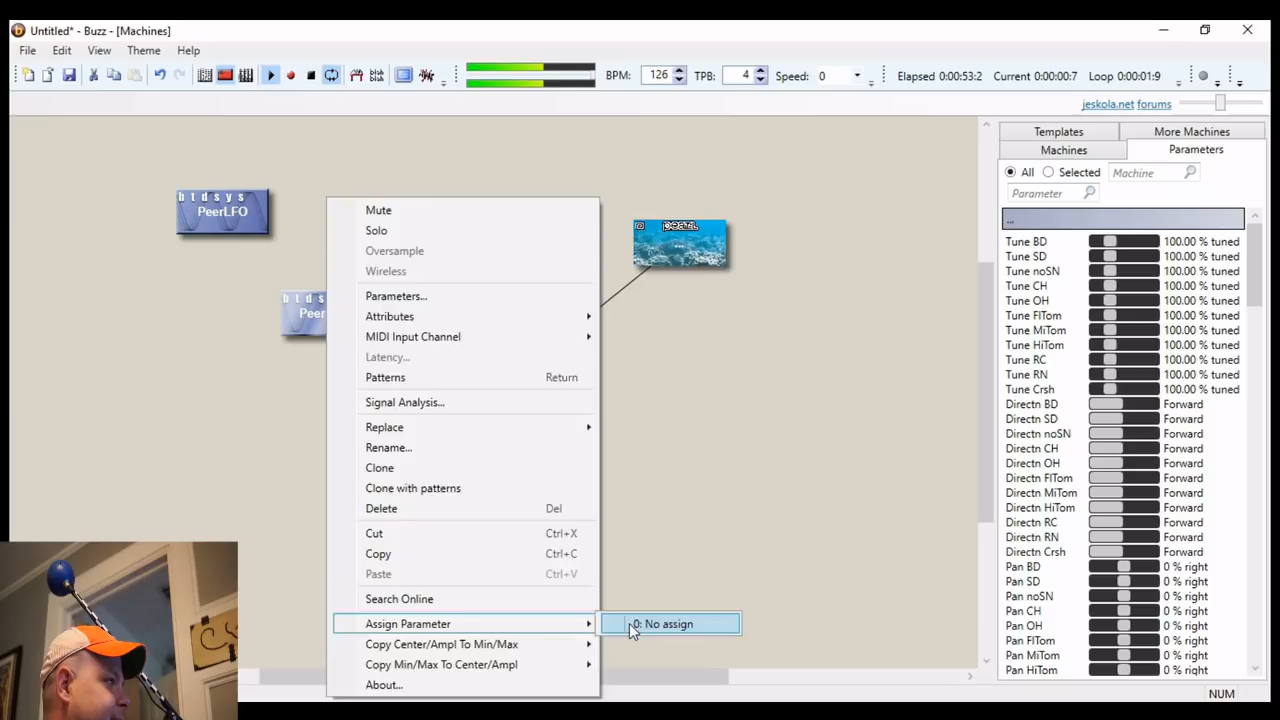 Untitled* - Buzz - [Machines]
File Edit View Theme Help
BPM: 126 TPB: 4 Speed: 0 Elapsed 0:00:53:2 Current 0:00:00:7 Loop 0:00:01:9
jeskola.net forums
Templates More Machines
Machines Parameters
All Selected Machine
Parameter
...
Tune BD 100.00 % tuned
Tune SD 100.00 % tuned
Tune noSN 100.00 % tuned
Tune CH 100.00 % tuned
Tune OH 100.00 % tuned
Tune FlTom 100.00 % tuned
Tune MiTom 100.00 % tuned
Tune HiTom 100.00 % tuned
Tune RC 100.00 % tuned
Tune RN 100.00 % tuned
Tune Crsh 100.00 % tuned
Directn BD Forward
Directn SD Forward
Directn noSN Forward
Directn CH Forward
Directn OH Forward
Directn FlTom Forward
Directn MiTom Forward
Directn HiTom Forward
Directn RC Forward
Directn RN Forward
Directn Crsh Forward
Pan BD 0 % right
Pan SD 0 % right
Pan noSN 0 % right
Pan CH 0 % right
Pan OH 0 % right
Pan FlTom 0 % right
Pan MiTom 0 % right
Pan HiTom 0 % right
btdsys
PeerLFO
btds
Peer
pearl
...
Mute
Solo
Oversample
Wireless
Parameters...
Attributes
MIDI Input Channel
Latency...
Patterns Return
Signal Analysis...
Replace
Rename...
Clone
Clone with patterns
Delete Del
Cut Ctrl+X
Copy Ctrl+C
Paste Ctrl+V
Search Online
Assign Parameter
0: No assign
Copy Center/Ampl To Min/Max
Copy Min/Max To Center/Ampl
About...
NUM